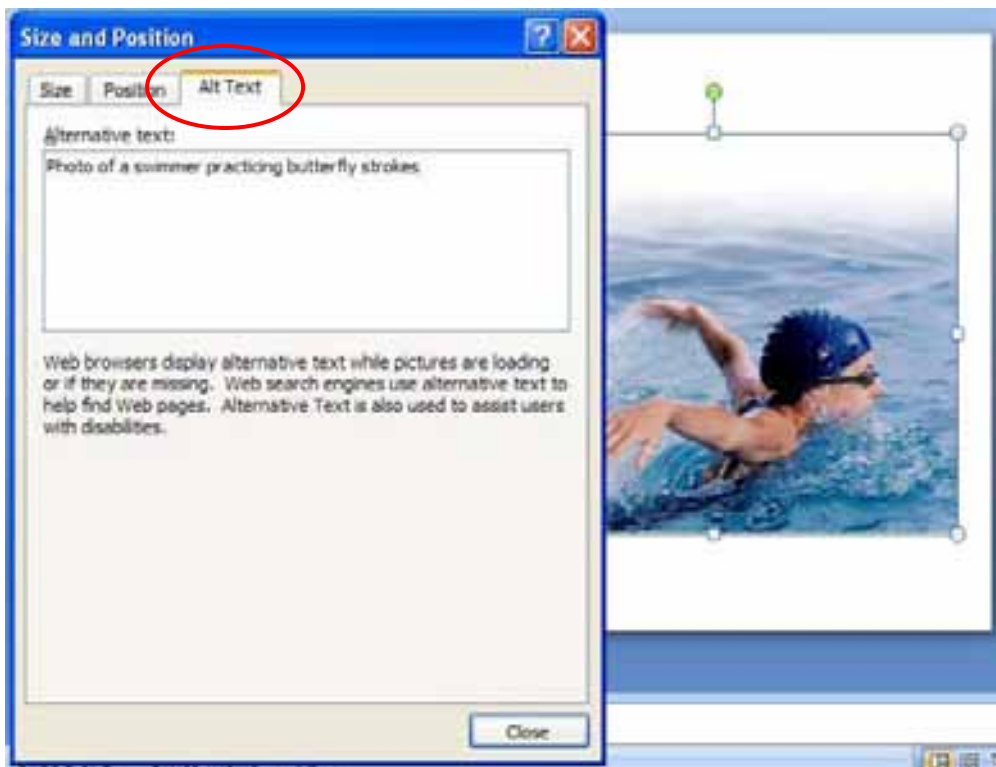 Size and Position
Size Position Alt Text
Alternative text:
Photo of a swimmer practicing butterfly strokes
Web browsers display alternative text while pictures are loading
or if they are missing. Web search engines use alternative text to
help find Web pages. Alternative Text is also used to assist users
with disabilities.
Close